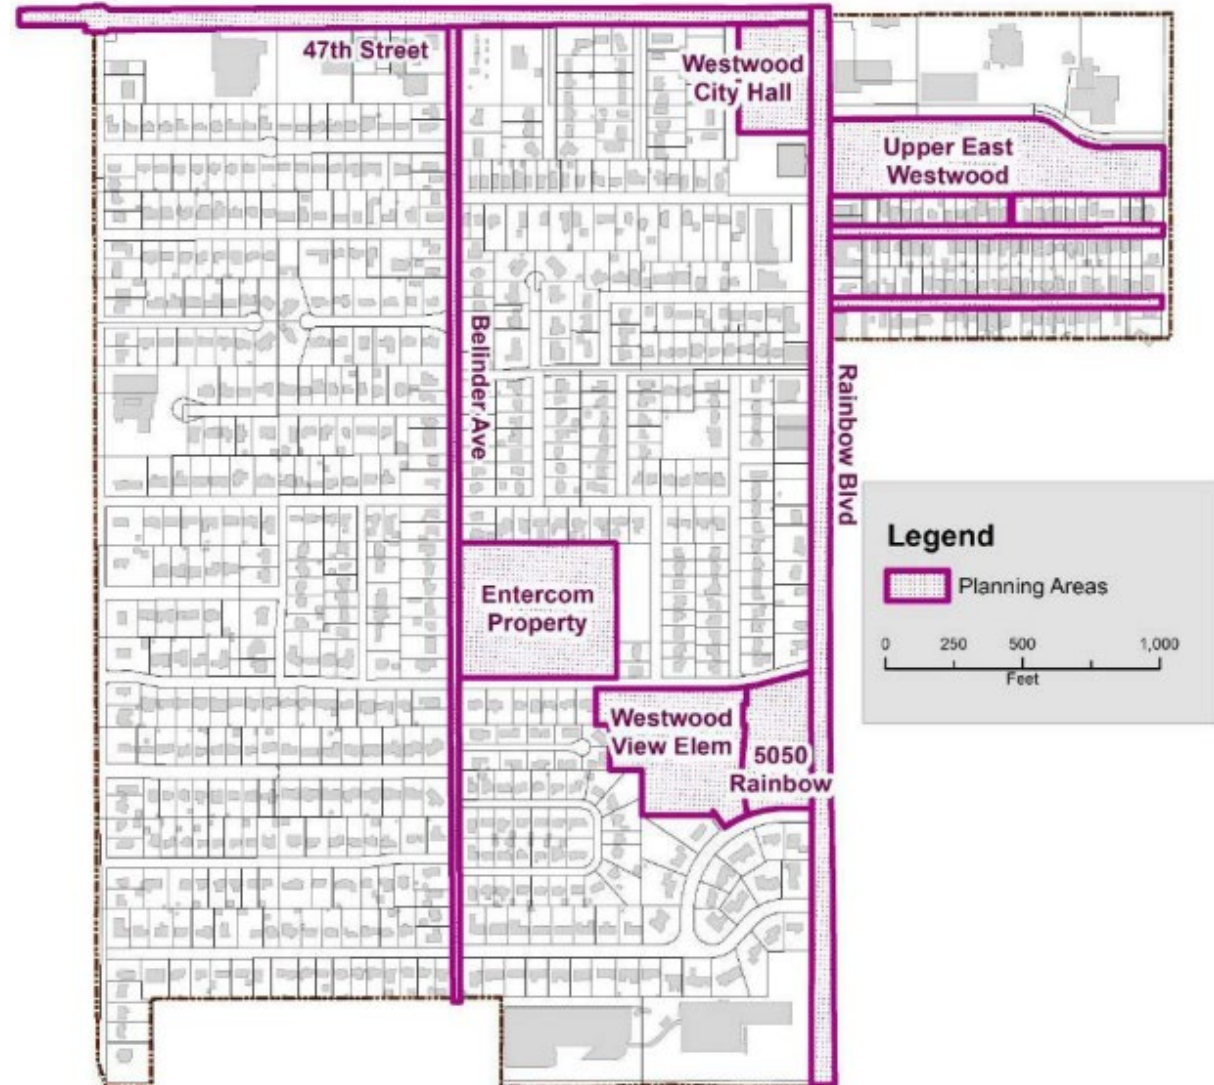 47th Street
Westwood
City Hall
Upper East
Westwood
Belinder Ave
Rainbow Blvd
Entercom
Property
Westwood
View Elem
5050
Rainbow
Legend
Planning Areas
0 250 500 1,000
Feet